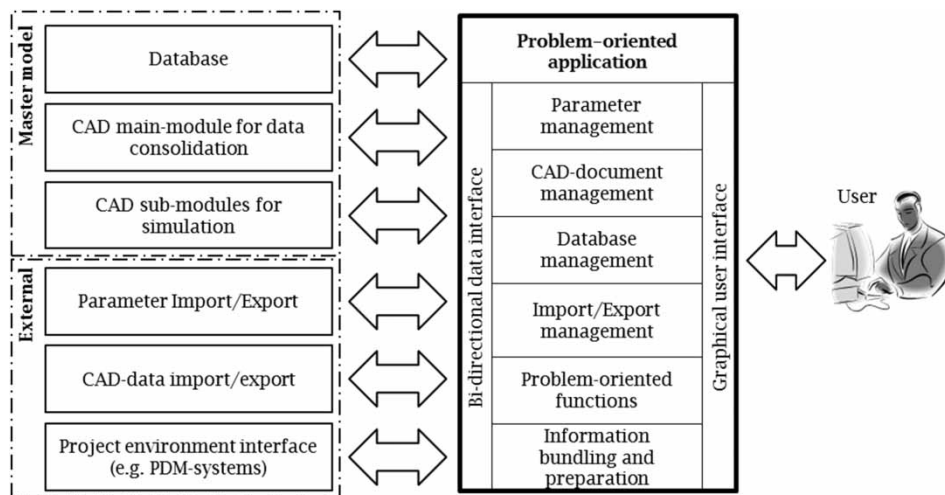 Master model
Database
CAD main-module for data
consolidation
CAD sub-modules for
simulation
External
Parameter Import/Export
CAD-data import/export
Project environment interface
(e.g. PDM-systems)
Problem-oriented
application
Bi-directional data interface
Parameter
management
CAD-document
management
Database
management
Import/Export
management
Problem-oriented
functions
Information
bundling and
preparation
Graphical user interface
User